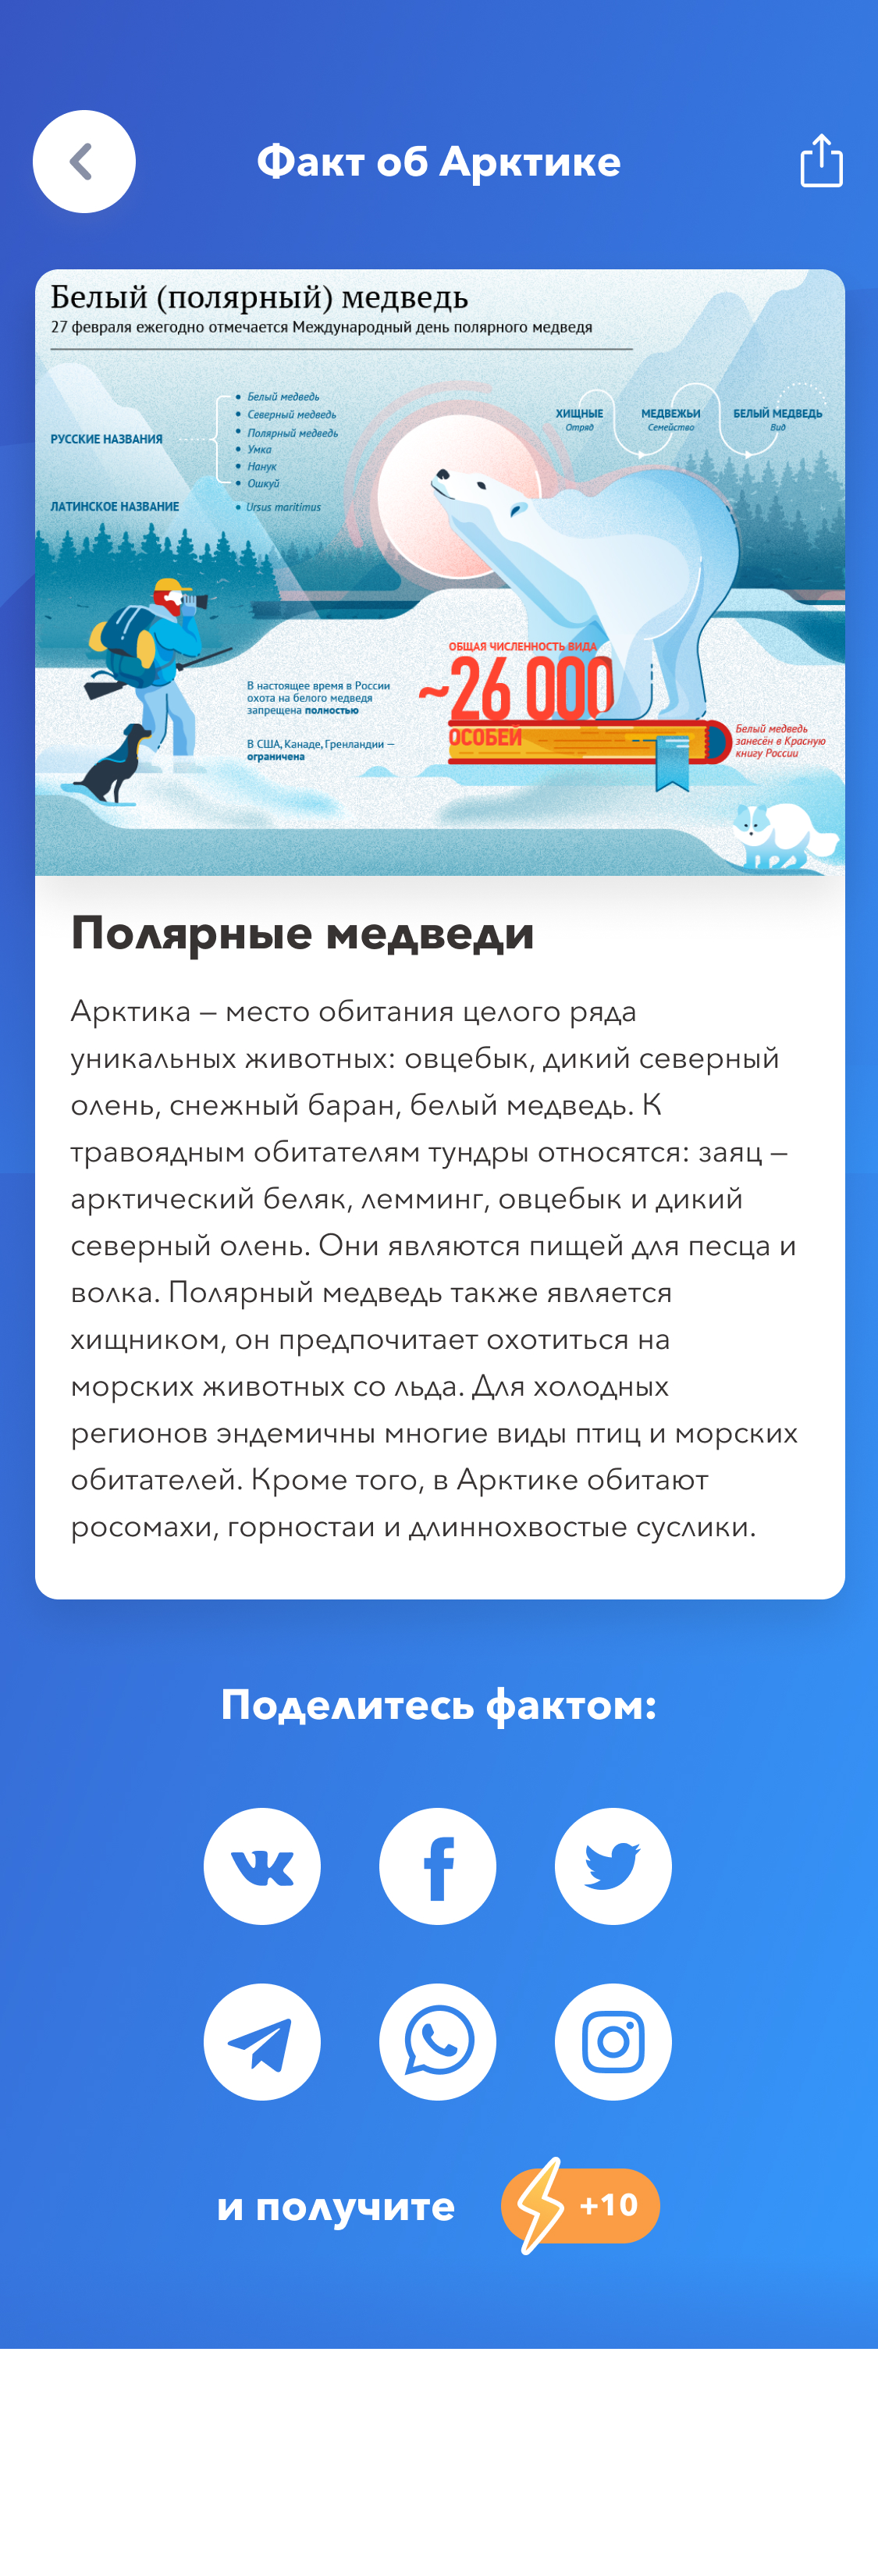 Факт об Арктике
Белый (полярный) медведь
27 февраля ежегодно отмечается Международный день полярного медведя
РУССКИЕ НАЗВАНИЯ
• Белый медведь
• Северный медведь
• Полярный медведь
• Умка
• Нанук
• Ошкуй
ЛАТИНСКОЕ НАЗВАНИЕ
• Ursus maritimus
ХИЩНЫЕ
Отряд
МЕДВЕЖЬИ
Семейство
БЕЛЫЙ МЕДВЕДЬ
Вид
ОБЩАЯ ЧИСЛЕННОСТЬ ВИДА
~26 000
ОСОБЕЙ
В настоящее время в России
охота на белого медведя
запрещена полностью
В США, Канаде, Гренландии —
ограничена
Белый медведь
занесён в Красную
книгу России
Полярные медведи
Арктика – место обитания целого ряда
уникальных животных: овцебык, дикий северный
олень, снежный баран, белый медведь. К
травоядным обитателям тундры относятся: заяц –
арктический беляк, лемминг, овцебык и дикий
северный олень. Они являются пищей для песца и
волка. Полярный медведь также является
хищником, он предпочитает охотиться на
морских животных со льда. Для холодных
регионов эндемичны многие виды птиц и морских
обитателей. Кроме того, в Арктике обитают
росомахи, горностаи и длиннохвостые суслики.
Поделитесь фактом:
и получите
+10